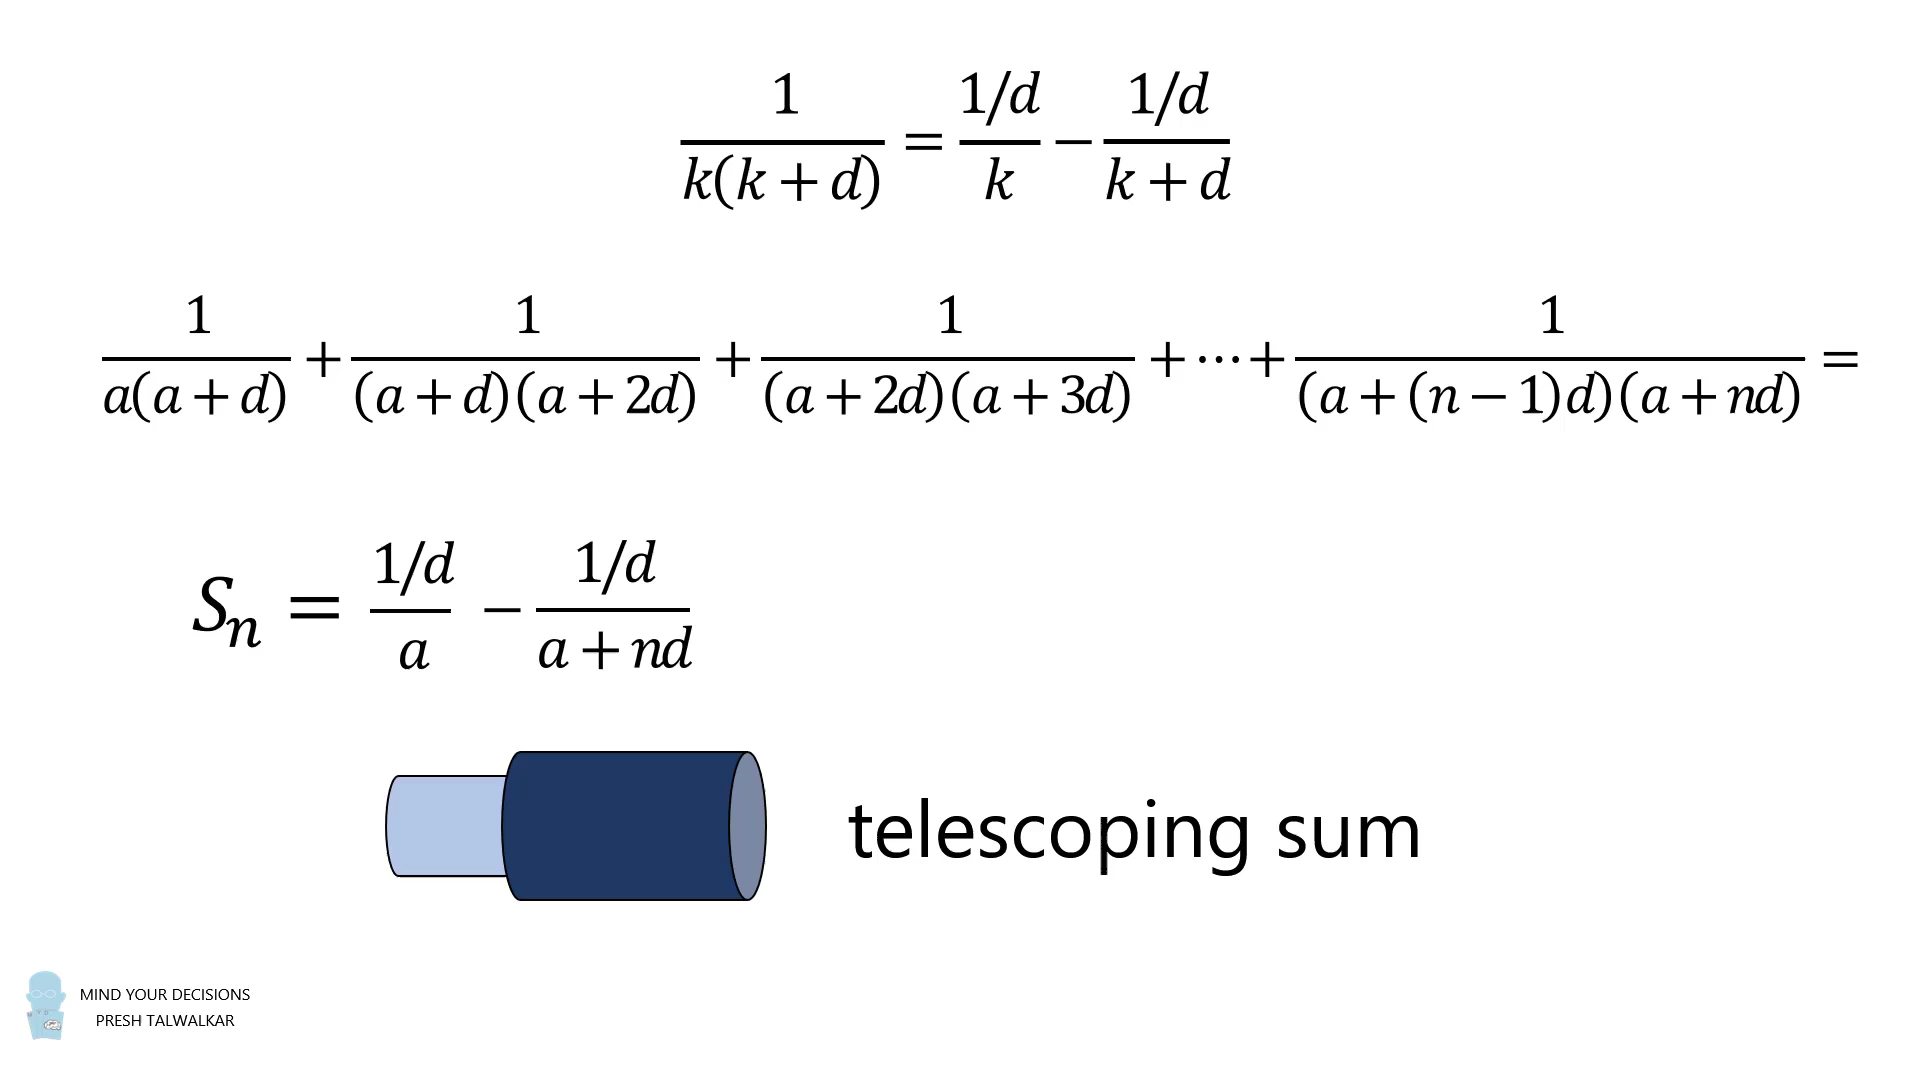 1/(k(k + d)) = (1/d)/k − (1/d)/(k + d)
1/(a(a + d)) + 1/((a + d)(a + 2d)) + 1/((a + 2d)(a + 3d)) + ⋯ + 1/((a + (n − 1)d)(a + nd)) =
Sₙ = (1/d)/a − (1/d)/(a + nd)
telescoping sum
MIND YOUR DECISIONS
PRESH TALWALKAR